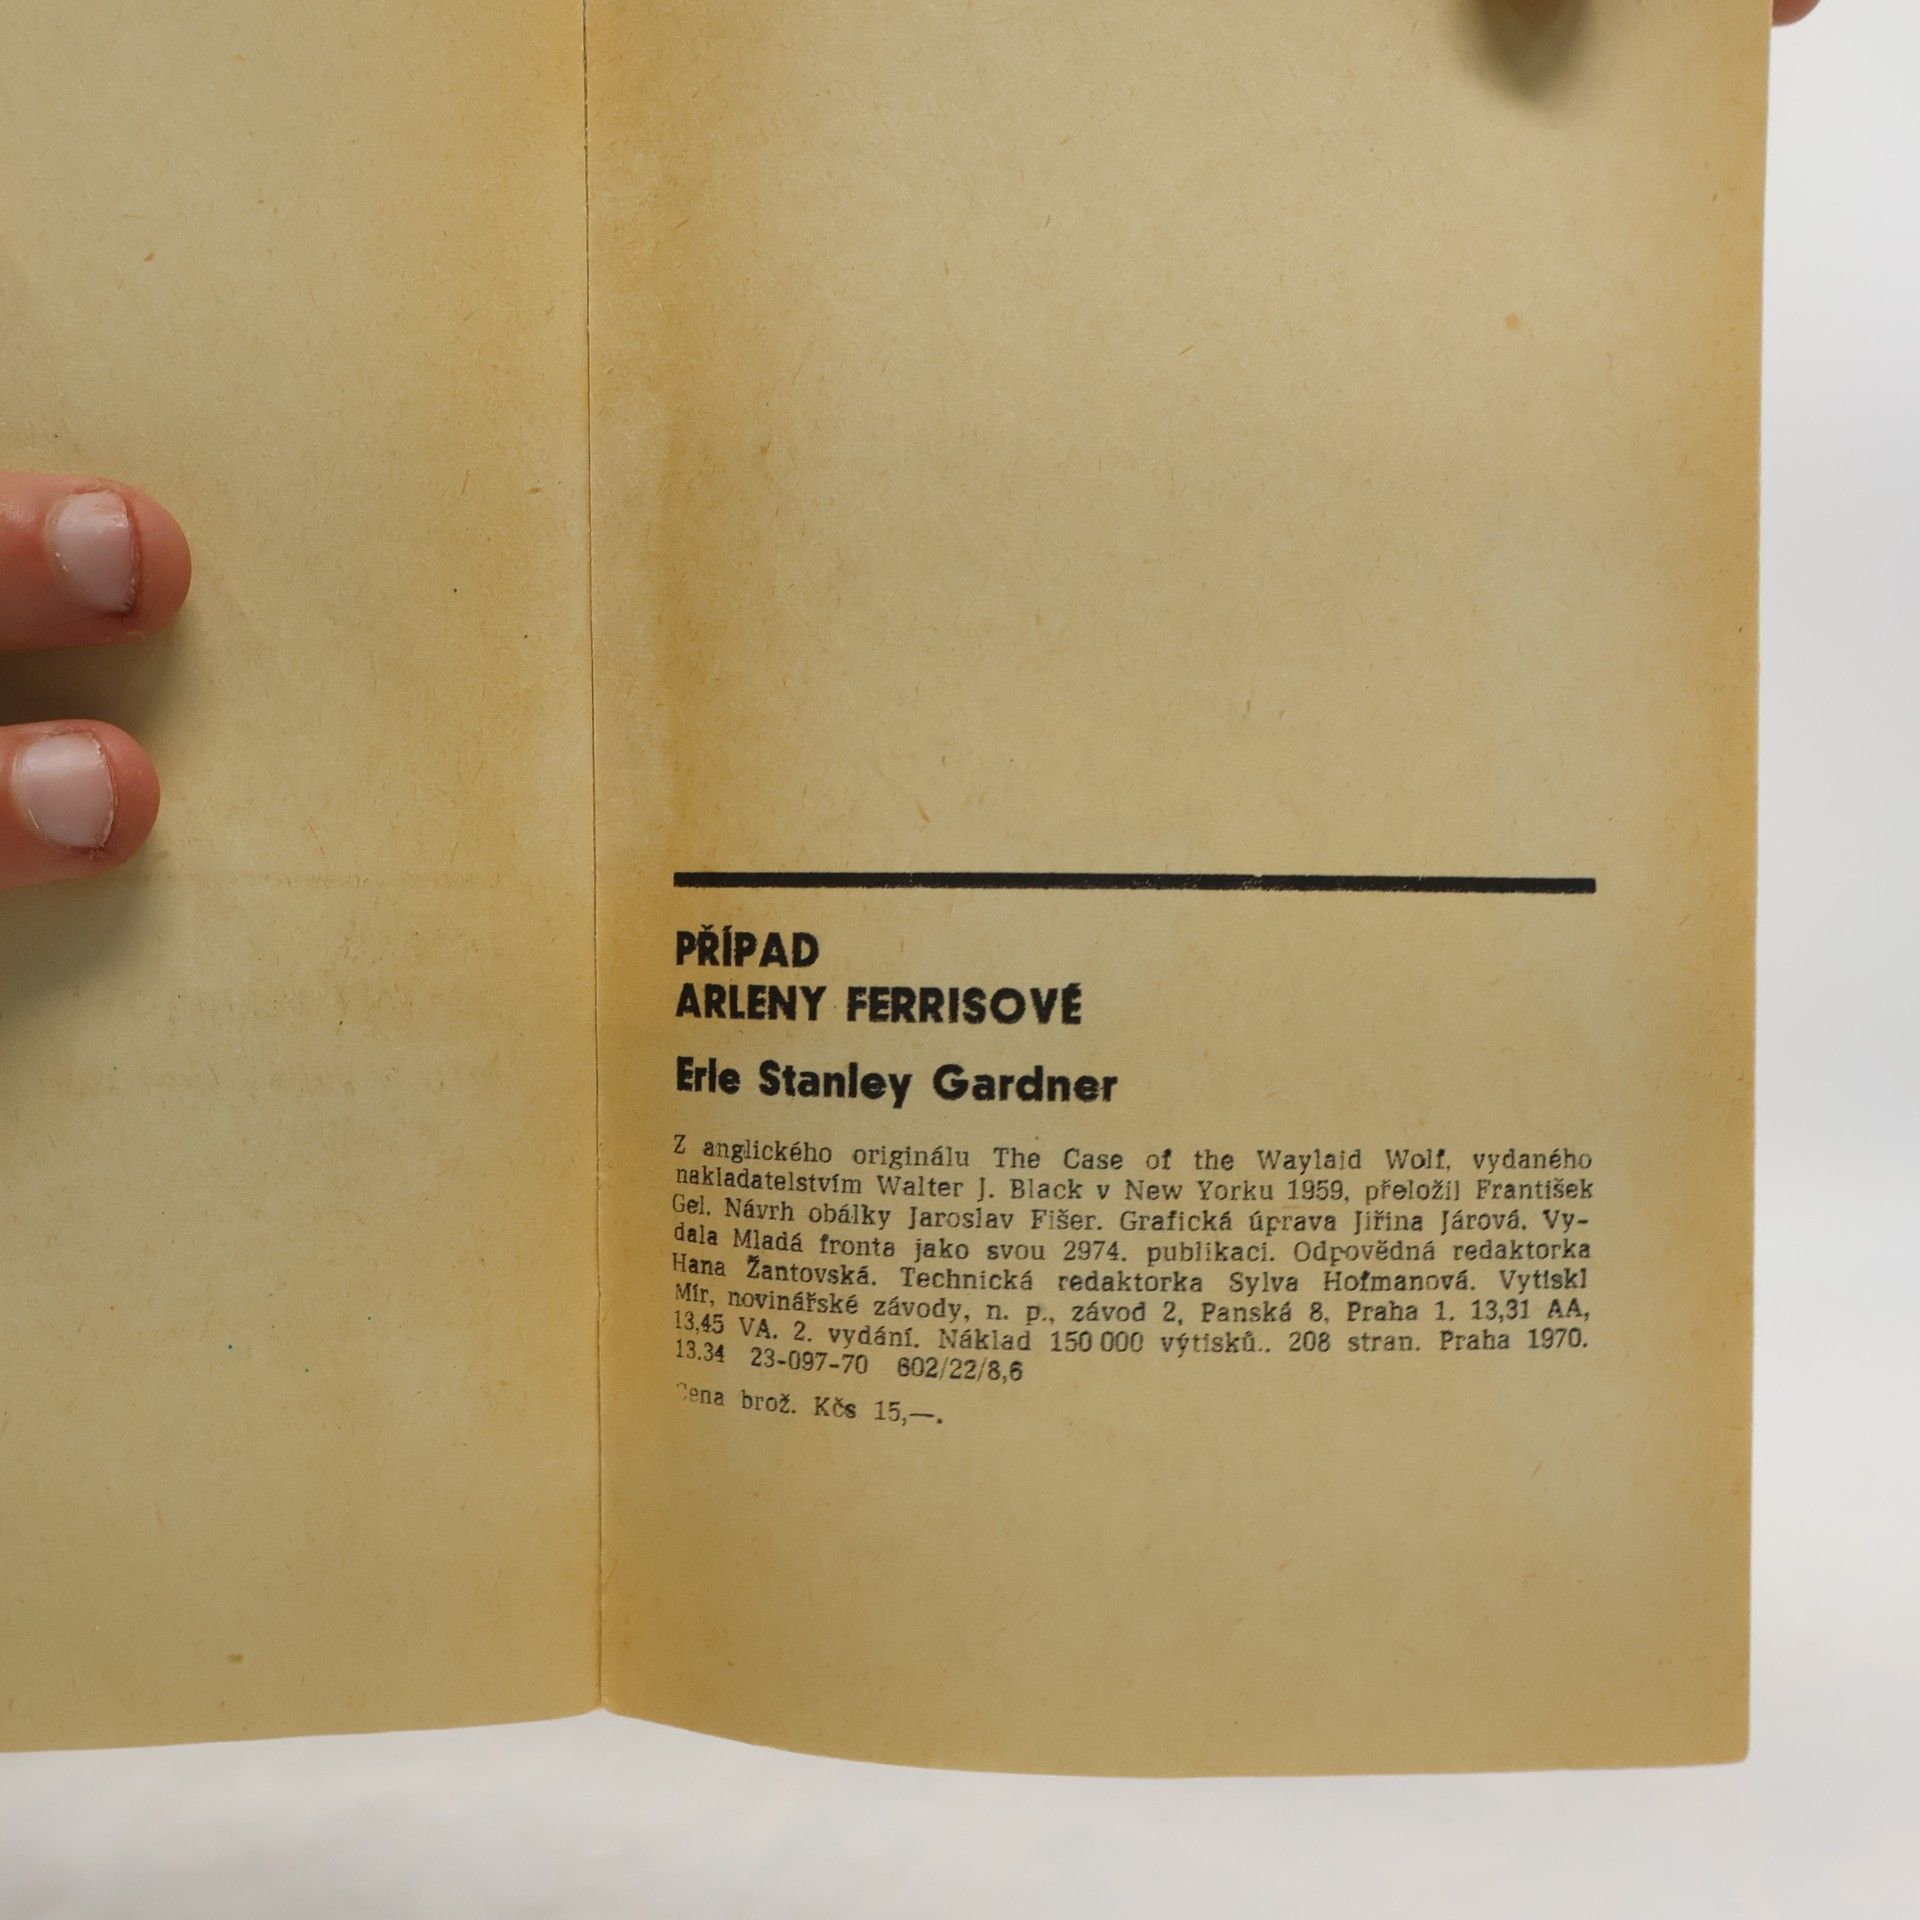 PŘÍPAD
ARLENY FERRISOVÉ
Erle Stanley Gardner
Z anglického originálu The Case of the Waylaid Wolf, vydaného
nakladatelstvím Walter J. Black v New Yorku 1959, přeložil František
Gel. Návrh obálky Jaroslav Fišer. Grafická úprava Jiřina Járová. Vy-
dala Mladá fronta jako svou 2974. publikaci. Odpovědná redaktorka
Hana Žantovská. Technická redaktorka Sylva Hofmanová. Vytiskl
Mír, novinářské závody, n. p., závod 2, Panská 8, Praha 1. 13,31 AA,
13,45 VA. 2. vydání. Náklad 150 000 výtisků.. 208 stran. Praha 1970.
13.34 23-097-70 602/22/8,6
Cena brož. Kčs 15,—.